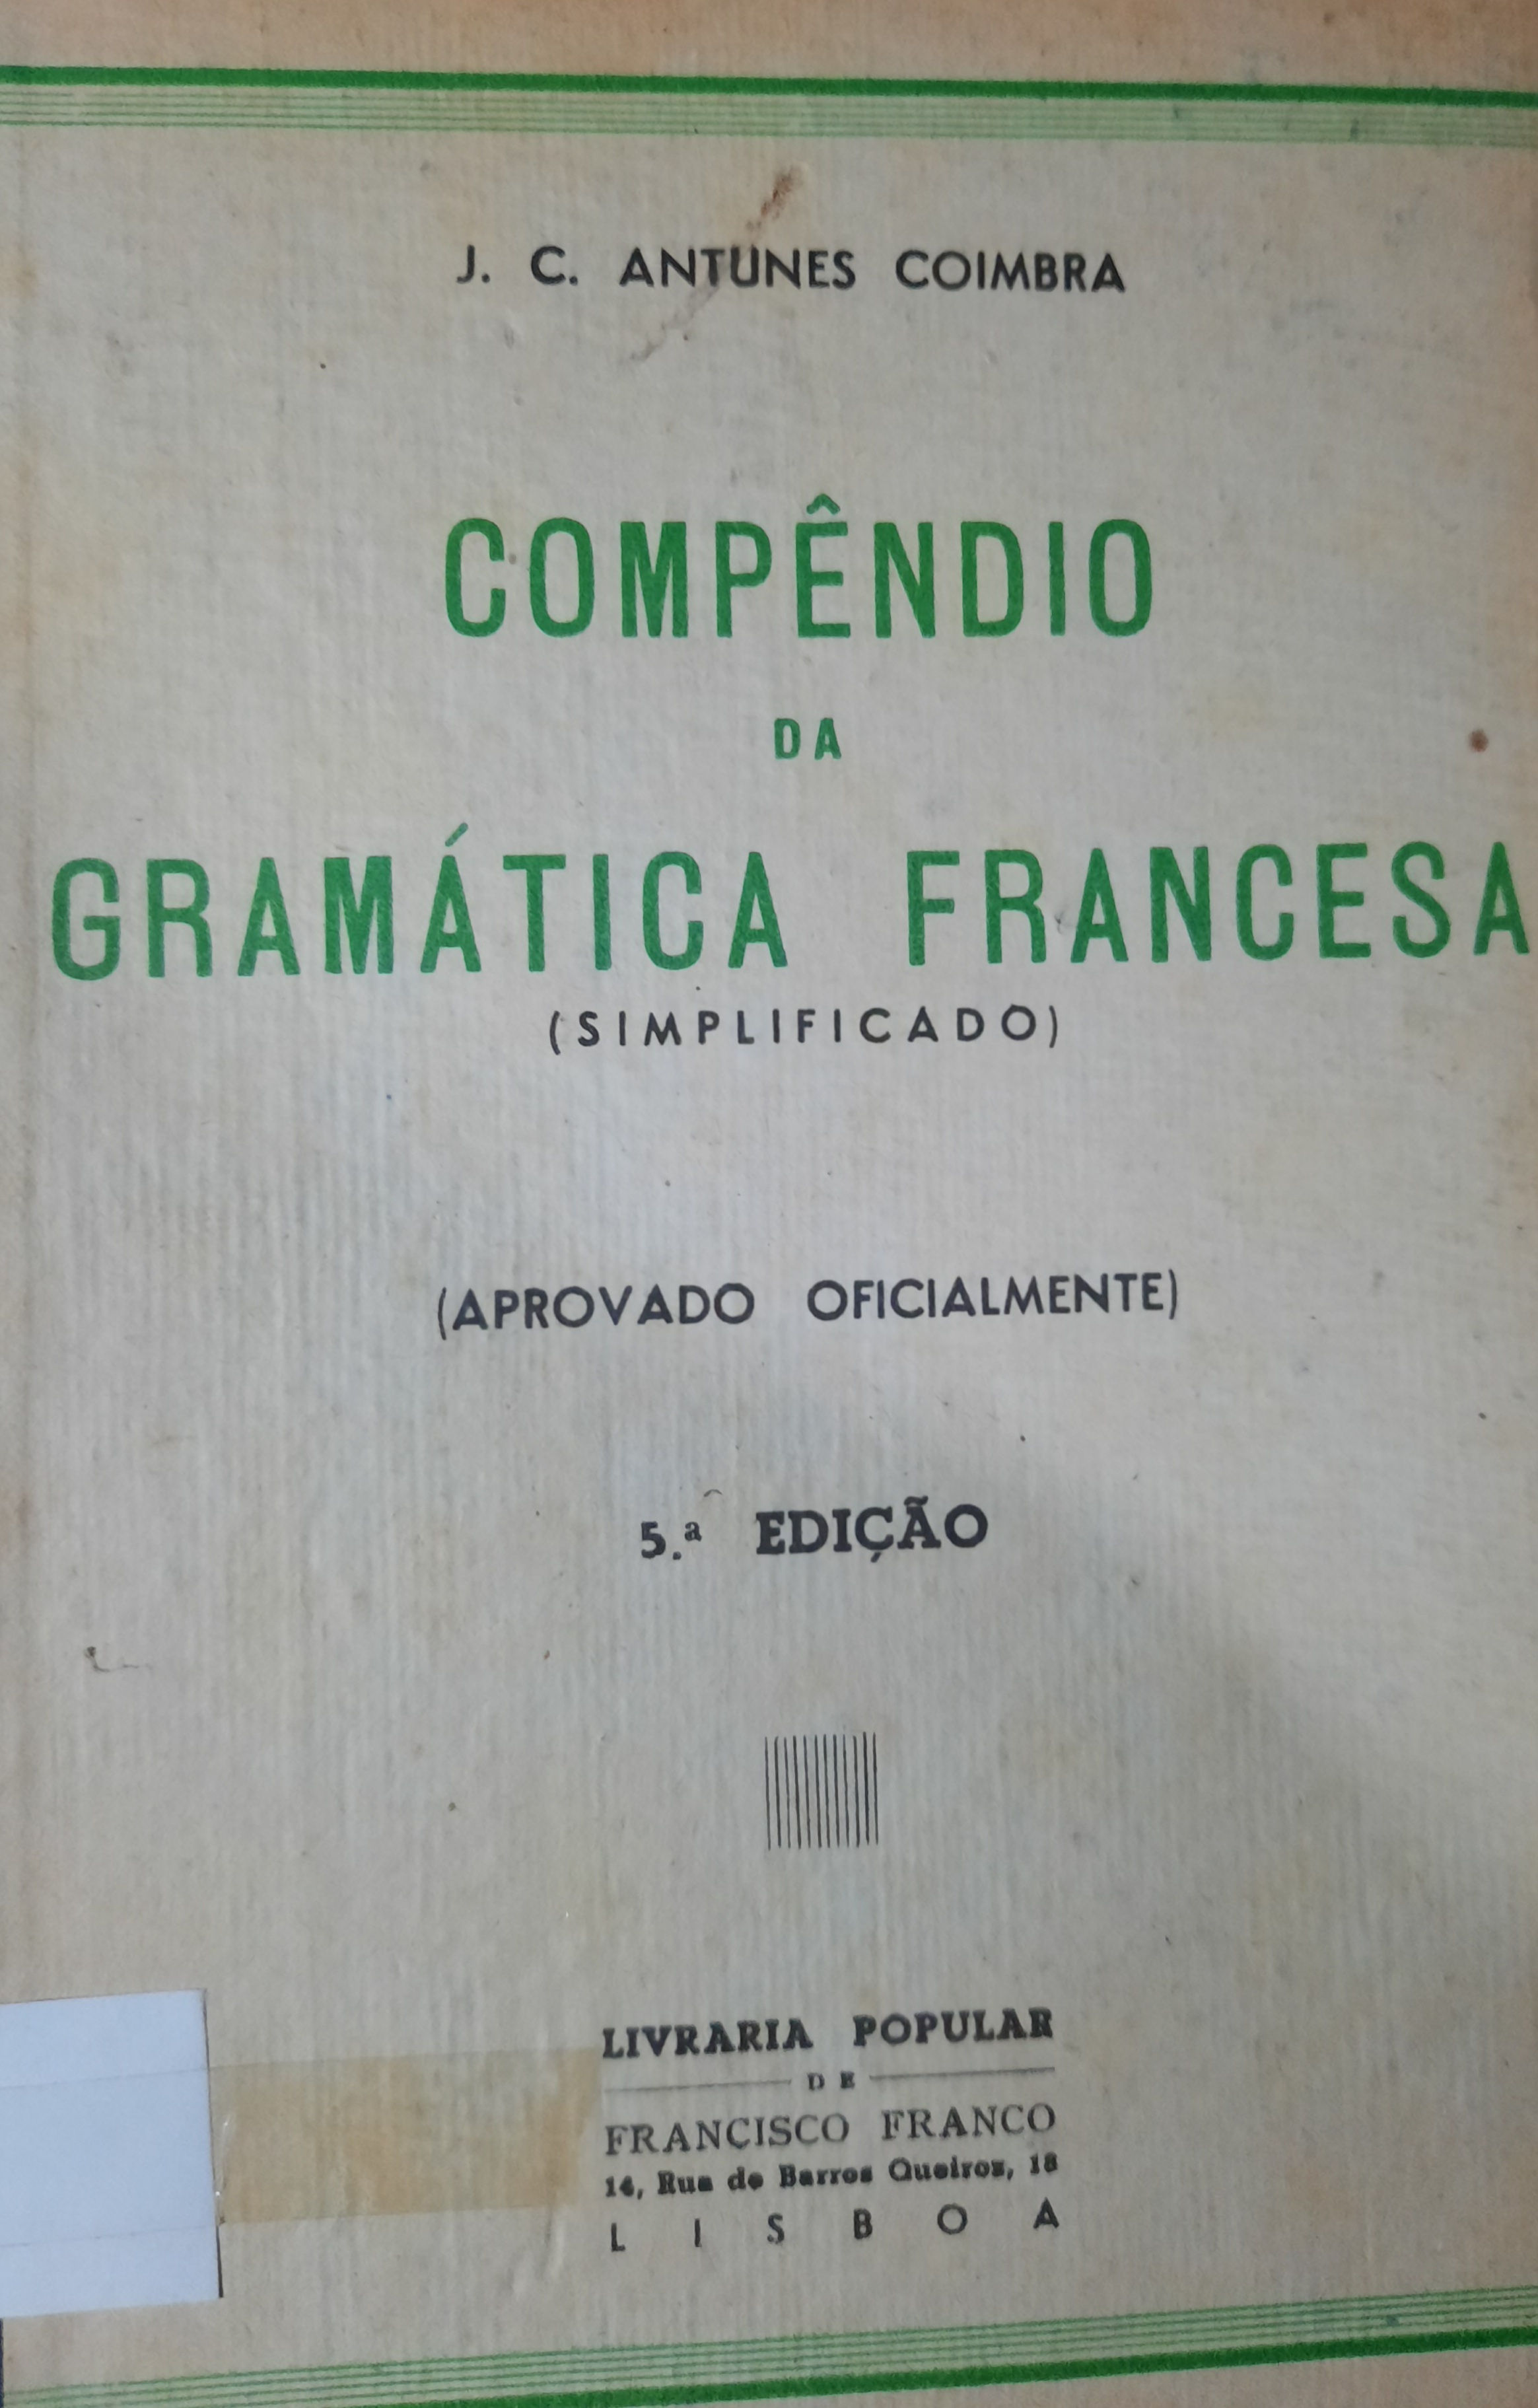 J. C. ANTUNES COIMBRA
COMPÊNDIO
DA
GRAMÁTICA FRANCESA
(SIMPLIFICADO)
(APROVADO OFICIALMENTE)
5.ª EDIÇÃO
LIVRARIA POPULAR
DE
FRANCISCO FRANCO
14, Rua de Barros Queiroz, 18
LISBOA